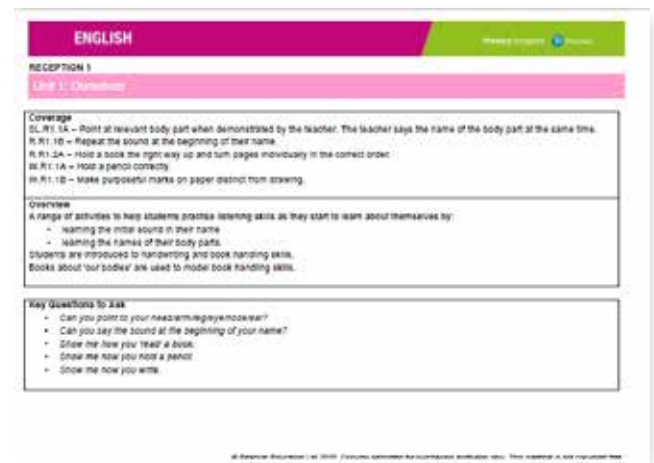 ENGLISH
RECEPTION 1
Unit 1: Ourselves
Coverage
SL.R1.1A – Point at relevant body part when demonstrated by the teacher. The teacher says the name of the body part at the same time.
R.R1.1B – Repeat the sound at the beginning of their name.
R.R1.2A – Hold a book the right way up and turn pages individually in the correct order.
W.R1.1A – Hold a pencil correctly.
W.R1.1B – Make purposeful marks on paper distinct from drawing.
Overview
A range of activities to help students practise listening skills as they start to learn about themselves by:
• learning the initial sound in their name
• learning the names of their body parts.
Students are introduced to handwriting and book handling skills.
Books about 'our bodies' are used to model book handling skills.
Key Questions To Ask
• Can you point to your head/arm/leg/eye/nose/ear?
• Can you say the sound at the beginning of your name?
• Show me how you 'read' a book.
• Show me how you hold a pencil.
• Show me how you write.